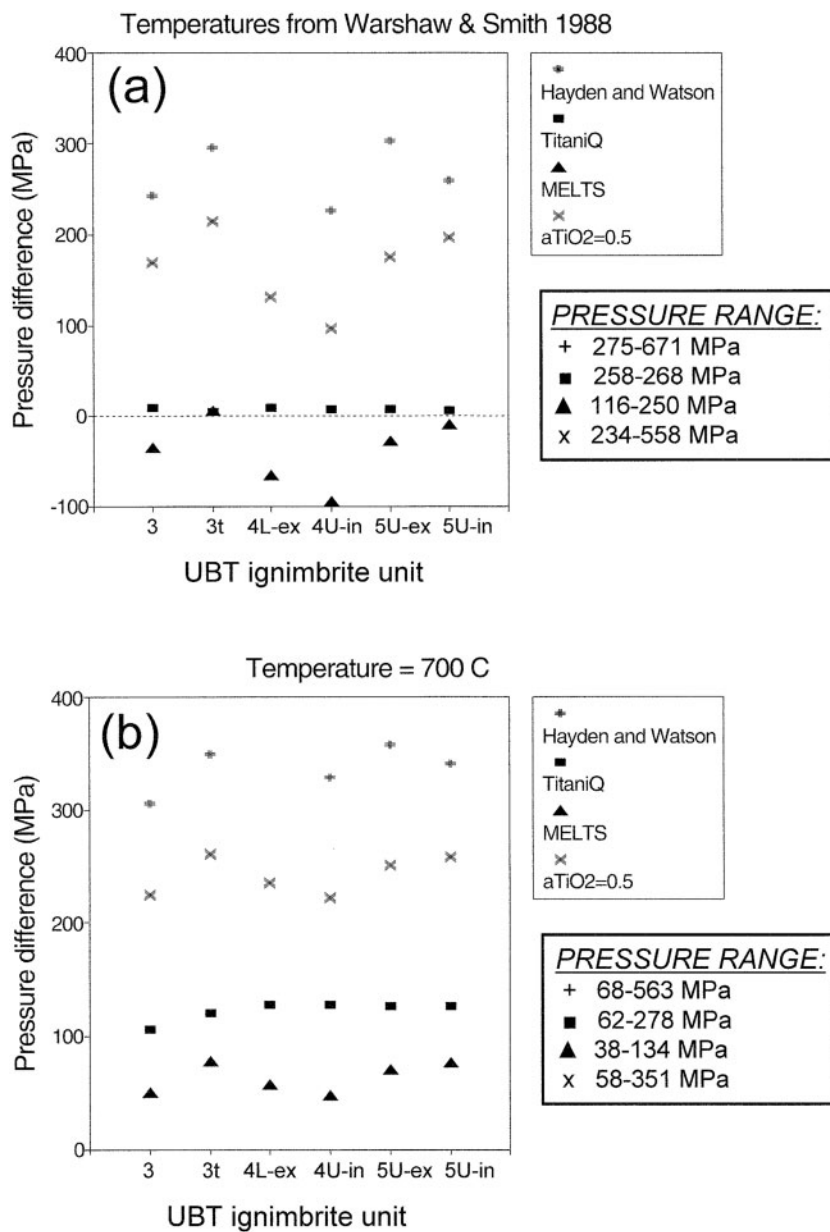 Temperatures from Warshaw & Smith 1988
(a)
Pressure difference (MPa)
400
300
200
100
0
-100
3 3t 4L-ex 4U-in 5U-ex 5U-in
UBT ignimbrite unit
Hayden and Watson
TitaniQ
MELTS
aTiO2=0.5
PRESSURE RANGE:
+ 275-671 MPa
■ 258-268 MPa
▲ 116-250 MPa
x 234-558 MPa
Temperature = 700 C
(b)
Pressure difference (MPa)
400
300
200
100
0
3 3t 4L-ex 4U-in 5U-ex 5U-in
UBT ignimbrite unit
Hayden and Watson
TitaniQ
MELTS
aTiO2=0.5
PRESSURE RANGE:
+ 68-563 MPa
■ 62-278 MPa
▲ 38-134 MPa
x 58-351 MPa